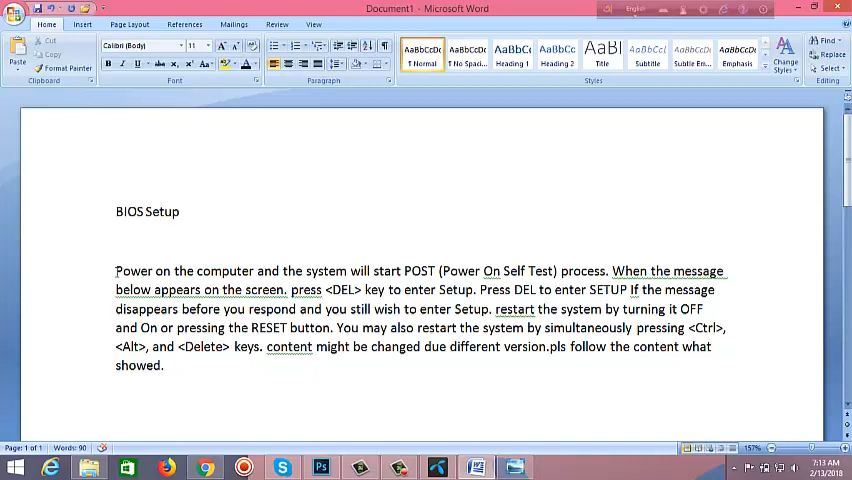 Document1 - Microsoft Word
English
Home Insert Page Layout References Mailings Review View
Cut
Copy
Format Painter
Paste
Calibri (Body) 11
AaBbCcDc AaBbCcDc AaBbCc AaBbCc AaBl AaBbCcL AaBbCcDc AaBbCcDc
¶ Normal ¶ No Spaci... Heading 1 Heading 2 Title Subtitle Subtle Em... Emphasis
Change Styles
Find
Replace
Select
Clipboard Font Paragraph Styles Editing
BIOS Setup
Power on the computer and the system will start POST (Power On Self Test) process. When the message
below appears on the screen. press <DEL> key to enter Setup. Press DEL to enter SETUP If the message
disappears before you respond and you still wish to enter Setup. restart the system by turning it OFF
and On or pressing the RESET button. You may also restart the system by simultaneously pressing <Ctrl>,
<Alt>, and <Delete> keys. content might be changed due different version.pls follow the content what
showed.
Page: 1 of 1 Words: 90 157%
7:13 AM
2/13/2018